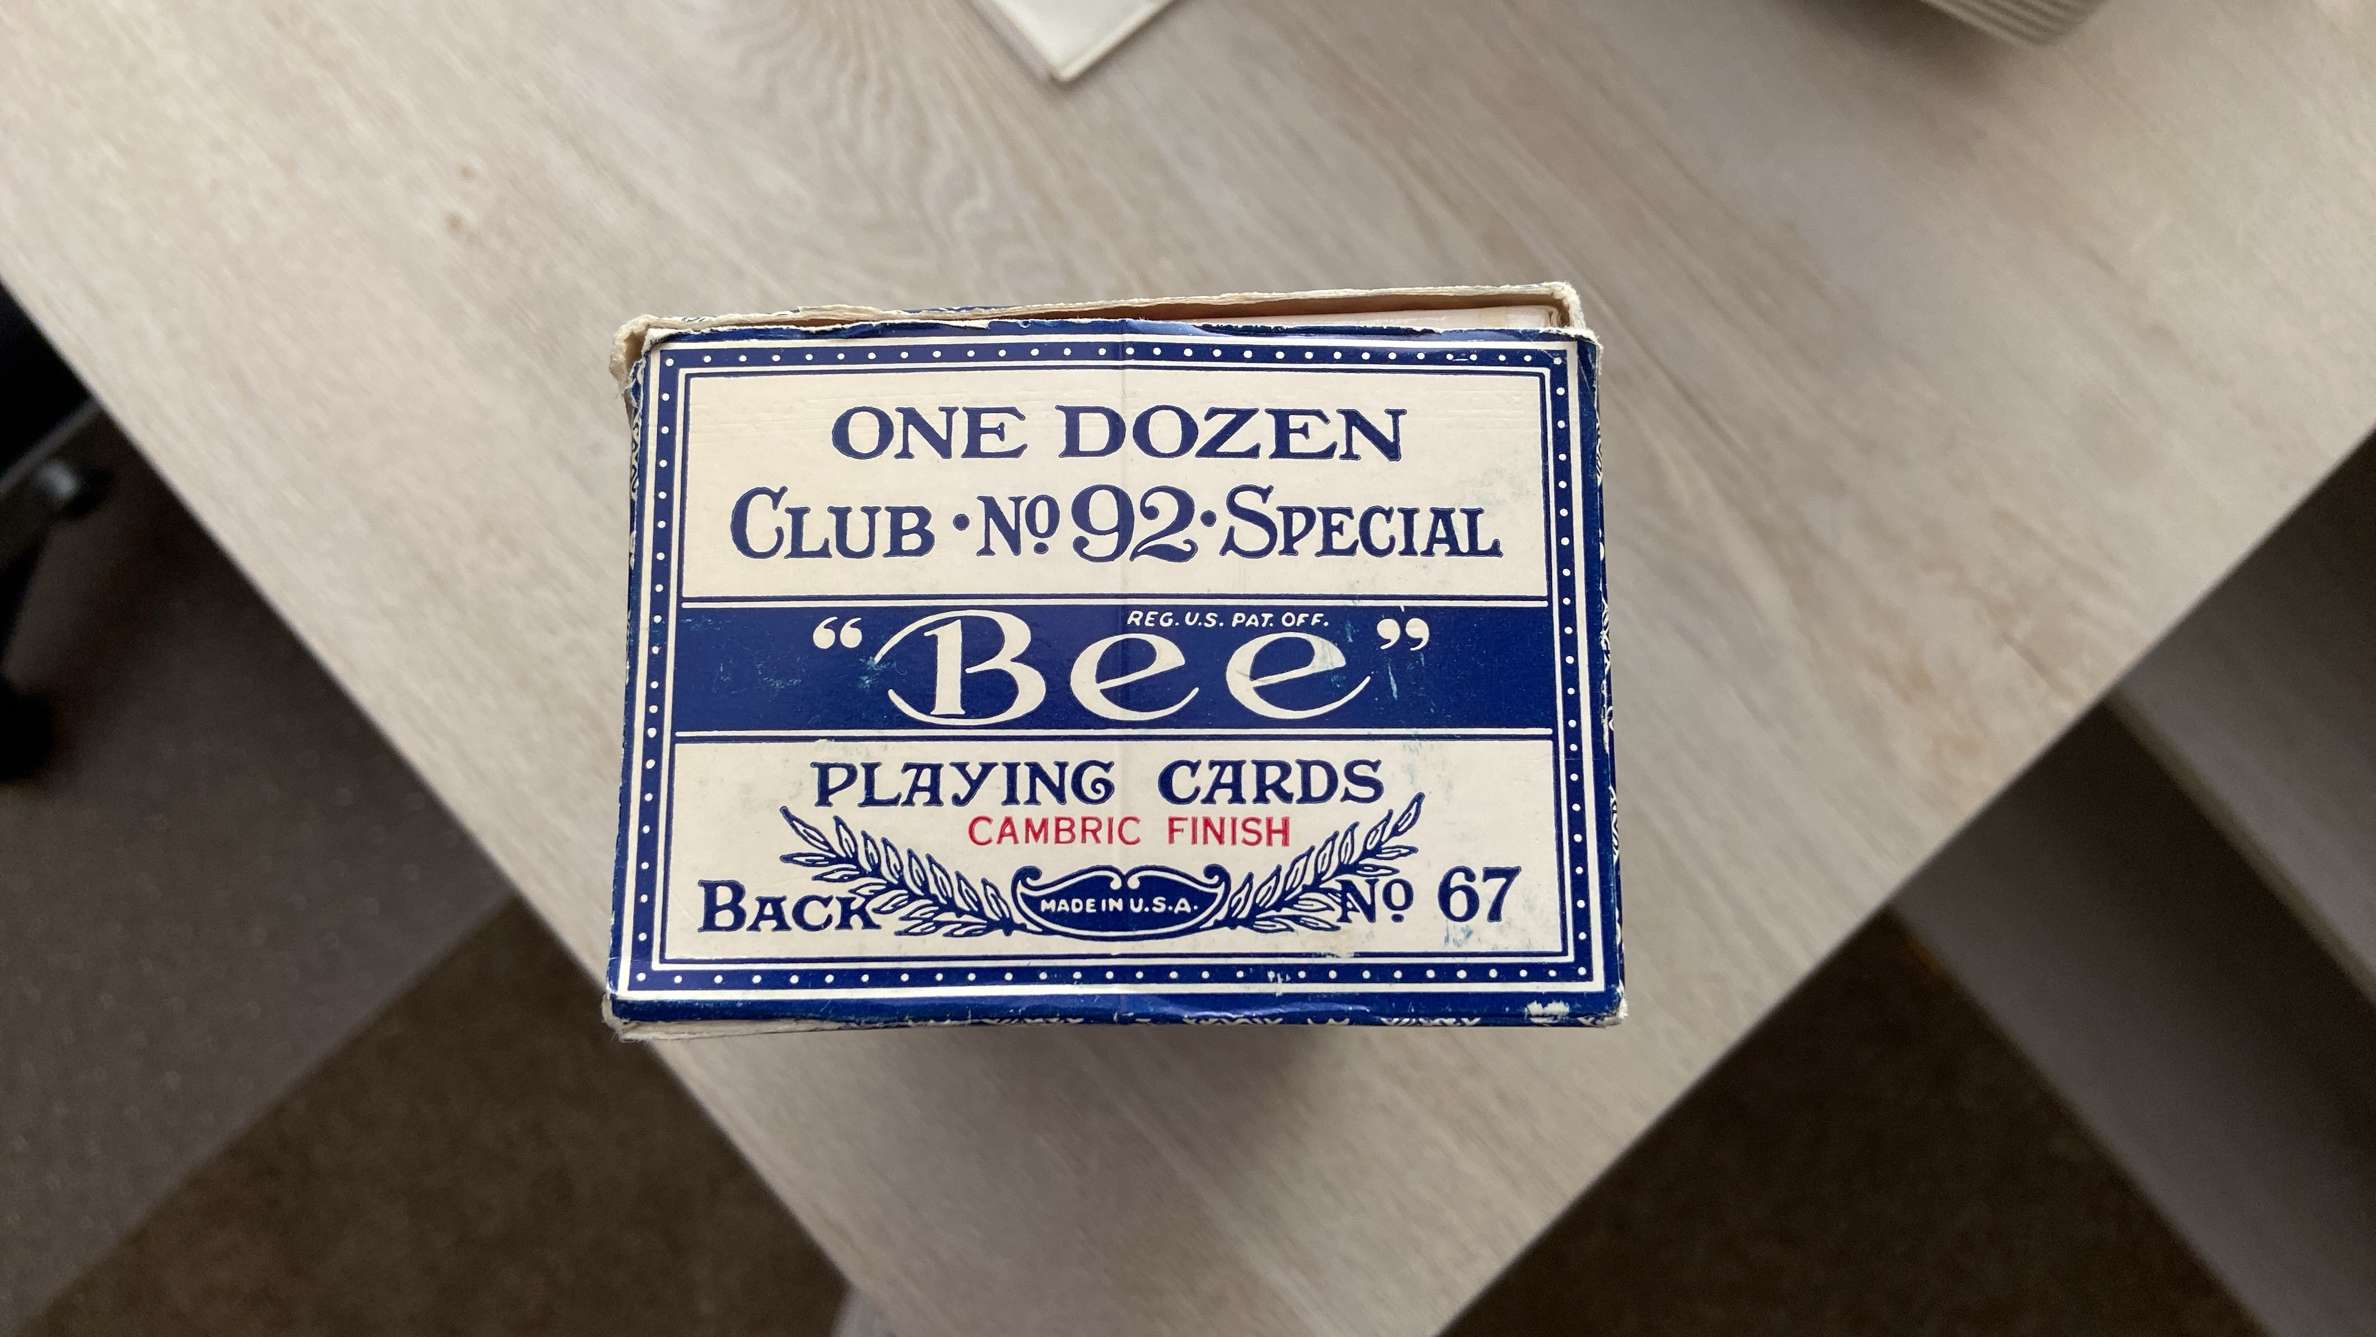 ONE DOZEN
CLUB · No 92 · SPECIAL
REG. U.S. PAT. OFF.
“Bee”
PLAYING CARDS
CAMBRIC FINISH
BACK No 67
MADE IN U.S.A.